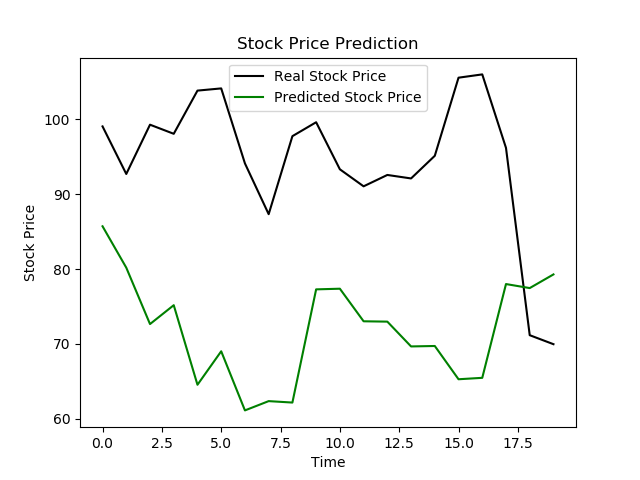 Stock Price Prediction
Real Stock Price
Predicted Stock Price
100
90
80
70
60
Stock Price
0.0 2.5 5.0 7.5 10.0 12.5 15.0 17.5
Time